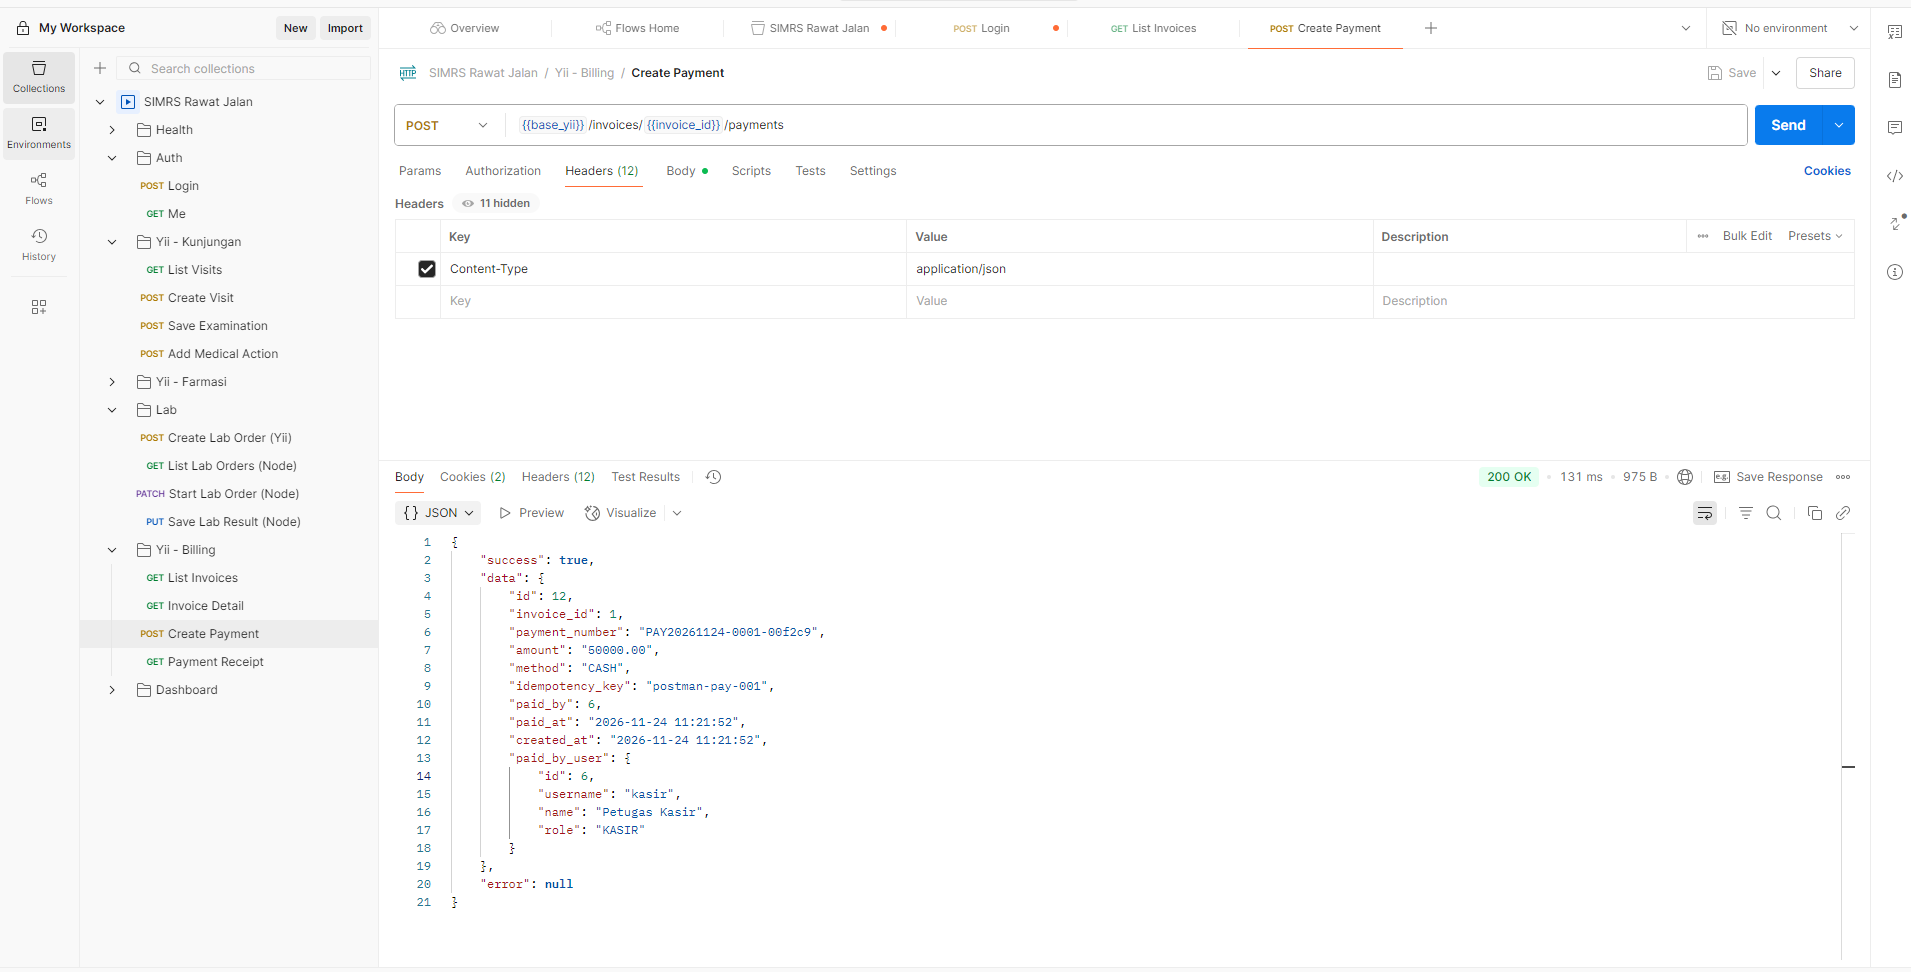 My Workspace
New
Import
Overview
Flows Home
SIMRS Rawat Jalan
POST Login
GET List Invoices
POST Create Payment
No environment
Collections
Environments
Flows
History
Search collections
SIMRS Rawat Jalan
Health
Auth
POST Login
GET Me
Yii - Kunjungan
GET List Visits
POST Create Visit
POST Save Examination
POST Add Medical Action
Yii - Farmasi
Lab
POST Create Lab Order (Yii)
GET List Lab Orders (Node)
PATCH Start Lab Order (Node)
PUT Save Lab Result (Node)
Yii - Billing
GET List Invoices
GET Invoice Detail
POST Create Payment
GET Payment Receipt
Dashboard
HTTP SIMRS Rawat Jalan / Yii - Billing / Create Payment
Save
Share
POST {{base_yii}}/invoices/{{invoice_id}}/payments
Send
Params Authorization Headers (12) Body Scripts Tests Settings
Cookies
Headers 11 hidden
Key Value Description Bulk Edit Presets
Content-Type application/json
Key Value Description
Body Cookies (2) Headers (12) Test Results
200 OK 131 ms 975 B e.g. Save Response
{} JSON Preview Visualize
1 {
2 "success": true,
3 "data": {
4 "id": 12,
5 "invoice_id": 1,
6 "payment_number": "PAY20261124-0001-00f2c9",
7 "amount": "50000.00",
8 "method": "CASH",
9 "idempotency_key": "postman-pay-001",
10 "paid_by": 6,
11 "paid_at": "2026-11-24 11:21:52",
12 "created_at": "2026-11-24 11:21:52",
13 "paid_by_user": {
14 "id": 6,
15 "username": "kasir",
16 "name": "Petugas Kasir",
17 "role": "KASIR"
18 }
19 },
20 "error": null
21 }